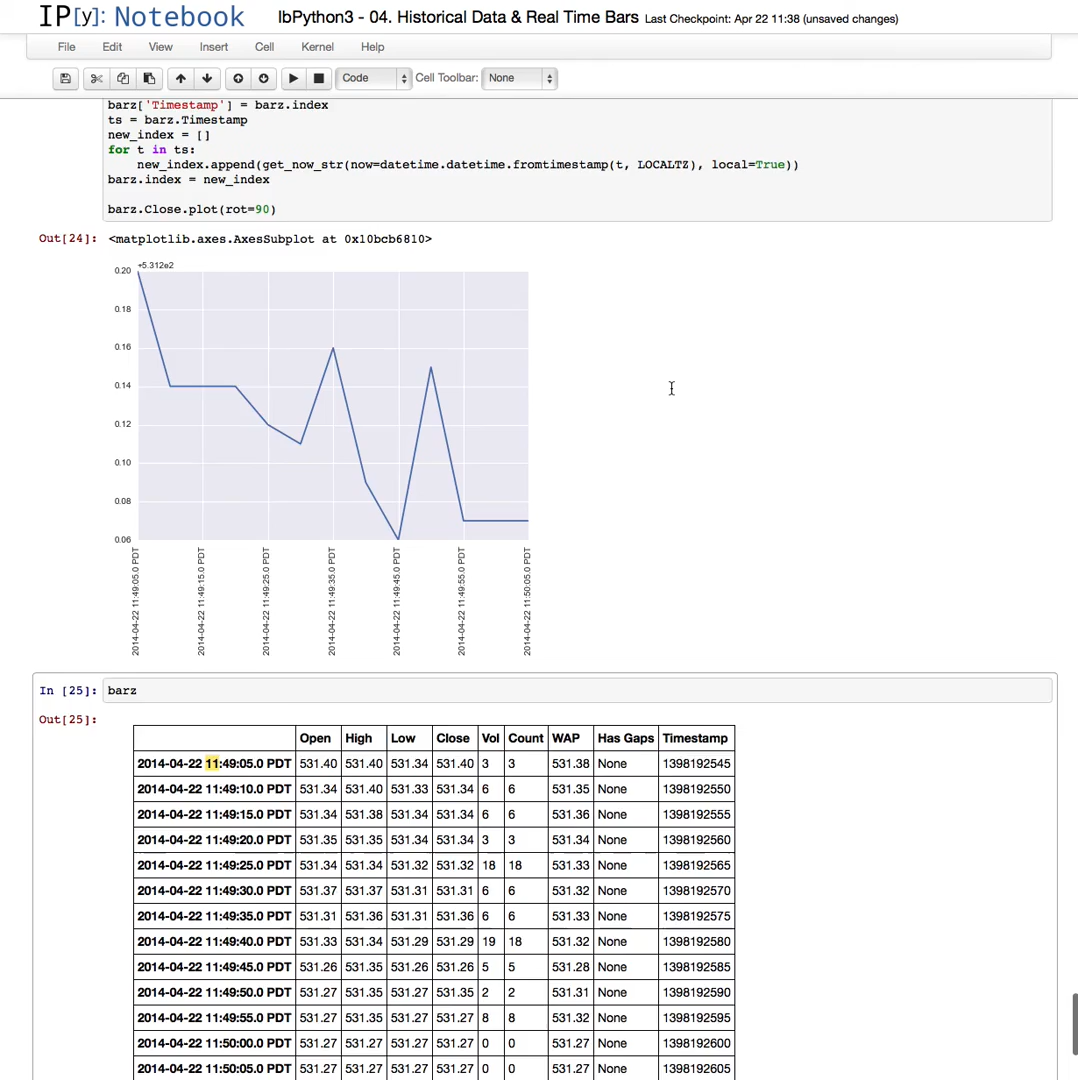 IP[y]: Notebook IbPython3 - 04. Historical Data & Real Time Bars Last Checkpoint: Apr 22 11:38 (unsaved changes)
File Edit View Insert Cell Kernel Help
Code Cell Toolbar: None
barz['Timestamp'] = barz.index
ts = barz.Timestamp
new_index = []
for t in ts:
    new_index.append(get_now_str(now=datetime.datetime.fromtimestamp(t, LOCALTZ), local=True))
barz.index = new_index
barz.Close.plot(rot=90)
Out[24]: <matplotlib.axes.AxesSubplot at 0x10bcb6810>
+5.312e2
0.20
0.18
0.16
0.14
0.12
0.10
0.08
0.06
2014-04-22 11:49:05.0 PDT
2014-04-22 11:49:15.0 PDT
2014-04-22 11:49:25.0 PDT
2014-04-22 11:49:35.0 PDT
2014-04-22 11:49:45.0 PDT
2014-04-22 11:49:55.0 PDT
2014-04-22 11:50:05.0 PDT
In [25]: barz
Out[25]:
Open High Low Close Vol Count WAP Has Gaps Timestamp
2014-04-22 11:49:05.0 PDT 531.40 531.40 531.34 531.40 3 3 531.38 None 1398192545
2014-04-22 11:49:10.0 PDT 531.34 531.40 531.33 531.34 6 6 531.35 None 1398192550
2014-04-22 11:49:15.0 PDT 531.34 531.38 531.34 531.34 6 6 531.36 None 1398192555
2014-04-22 11:49:20.0 PDT 531.35 531.35 531.34 531.34 3 3 531.34 None 1398192560
2014-04-22 11:49:25.0 PDT 531.34 531.34 531.32 531.32 18 18 531.33 None 1398192565
2014-04-22 11:49:30.0 PDT 531.37 531.37 531.31 531.31 6 6 531.32 None 1398192570
2014-04-22 11:49:35.0 PDT 531.31 531.36 531.31 531.36 6 6 531.33 None 1398192575
2014-04-22 11:49:40.0 PDT 531.33 531.34 531.29 531.29 19 18 531.32 None 1398192580
2014-04-22 11:49:45.0 PDT 531.26 531.35 531.26 531.26 5 5 531.28 None 1398192585
2014-04-22 11:49:50.0 PDT 531.27 531.35 531.27 531.35 2 2 531.31 None 1398192590
2014-04-22 11:49:55.0 PDT 531.27 531.35 531.27 531.27 8 8 531.32 None 1398192595
2014-04-22 11:50:00.0 PDT 531.27 531.27 531.27 531.27 0 0 531.27 None 1398192600
2014-04-22 11:50:05.0 PDT 531.27 531.27 531.27 531.27 0 0 531.27 None 1398192605